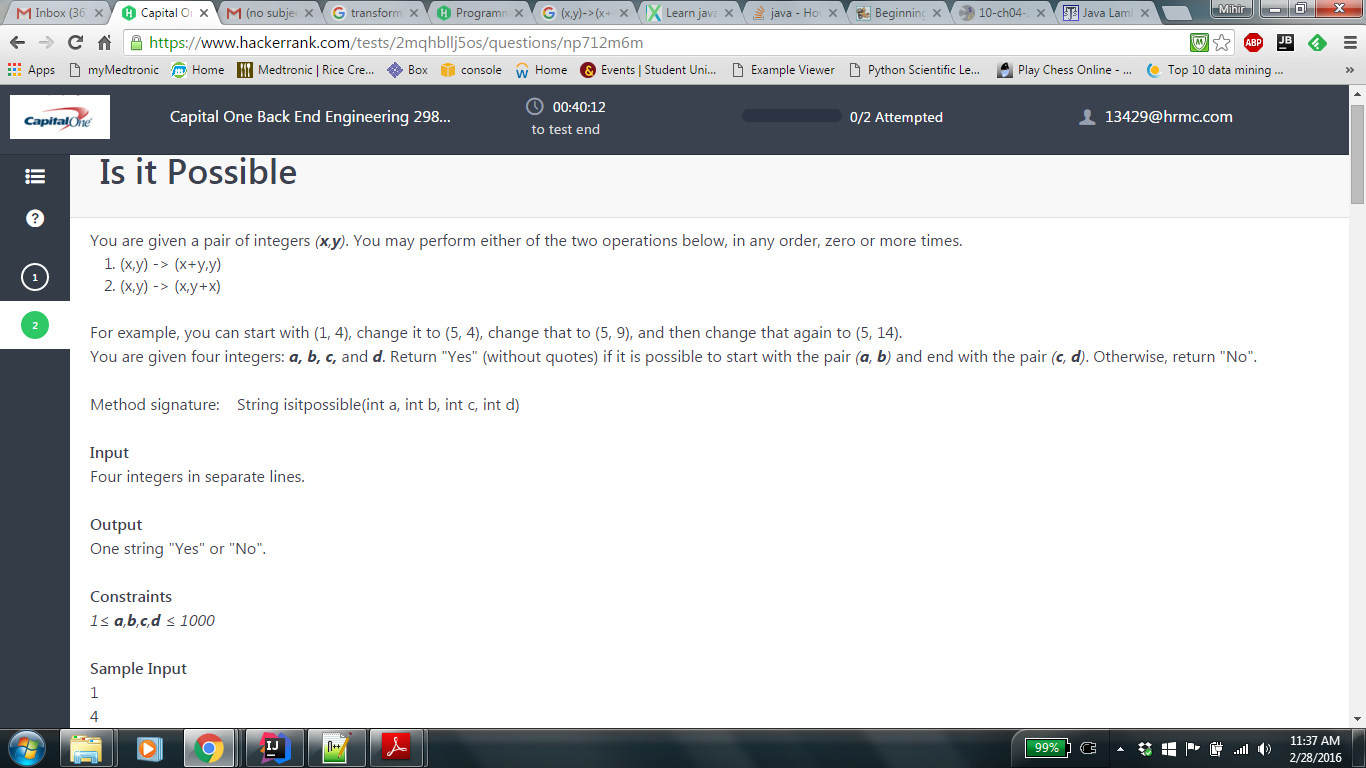 Inbox (36
Capital O
(no subje
transform
Programm
(x,y)->(x+
Learn java
java - Ho
Beginning
10-ch04-
Java Laml
Mihir
https://www.hackerrank.com/tests/2mqhbllj5os/questions/np712m6m
ABP
JB
Apps
myMedtronic
Home
Medtronic | Rice Cre...
Box
console
Home
Events | Student Uni...
Example Viewer
Python Scientific Le...
Play Chess Online - ...
Top 10 data mining ...
»
CapitalOne
Capital One Back End Engineering 298...
00:40:12
to test end
0/2 Attempted
13429@hrmc.com
Is it Possible
?
1
2
You are given a pair of integers (x,y). You may perform either of the two operations below, in any order, zero or more times.
1. (x,y) -> (x+y,y)
2. (x,y) -> (x,y+x)
For example, you can start with (1, 4), change it to (5, 4), change that to (5, 9), and then change that again to (5, 14).
You are given four integers: a, b, c, and d. Return "Yes" (without quotes) if it is possible to start with the pair (a, b) and end with the pair (c, d). Otherwise, return "No".
Method signature: String isitpossible(int a, int b, int c, int d)
Input
Four integers in separate lines.
Output
One string "Yes" or "No".
Constraints
1≤ a,b,c,d ≤ 1000
Sample Input
1
4
99%
11:37 AM
2/28/2016